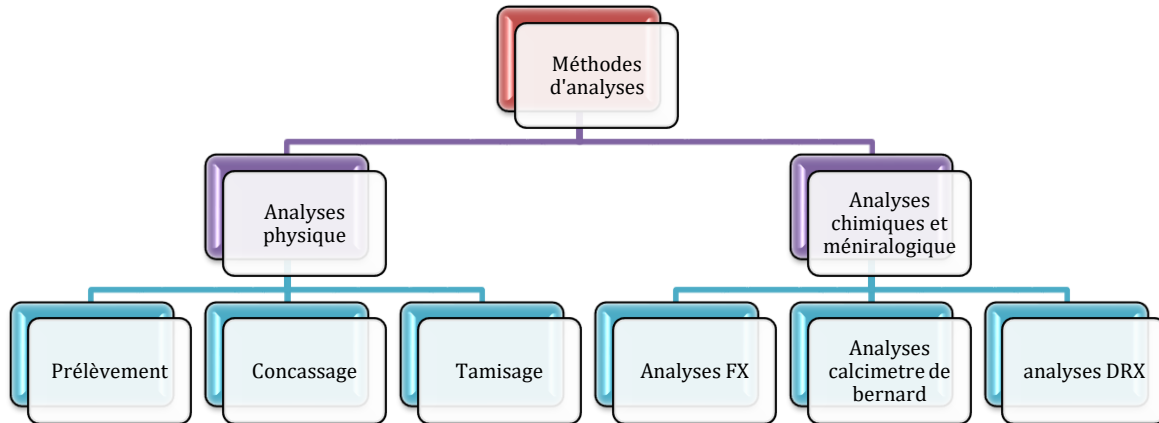 Méthodes
d'analyses
Analyses
physique
Analyses
chimiques et
méniralogique
Prélèvement
Concassage
Tamisage
Analyses FX
Analyses
calcimetre de
bernard
analyses DRX